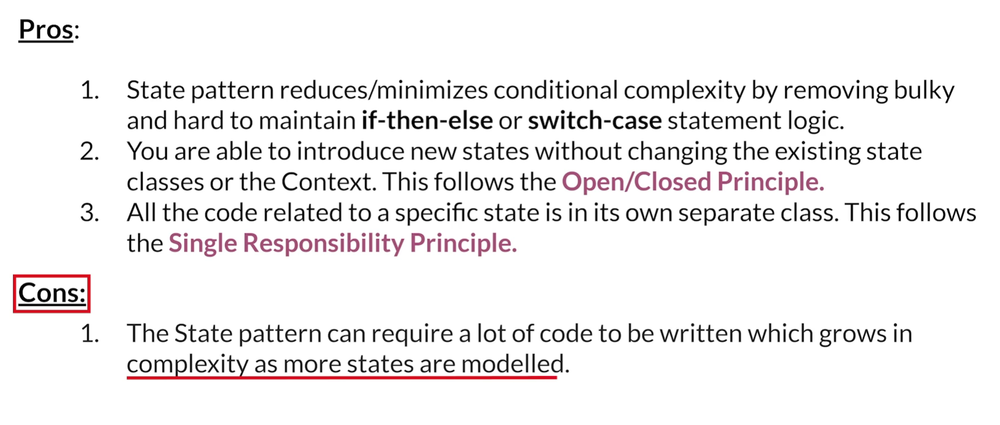 Pros:
1. State pattern reduces/minimizes conditional complexity by removing bulky
and hard to maintain if-then-else or switch-case statement logic.
2. You are able to introduce new states without changing the existing state
classes or the Context. This follows the Open/Closed Principle.
3. All the code related to a specific state is in its own separate class. This follows
the Single Responsibility Principle.
Cons:
1. The State pattern can require a lot of code to be written which grows in
complexity as more states are modelled.